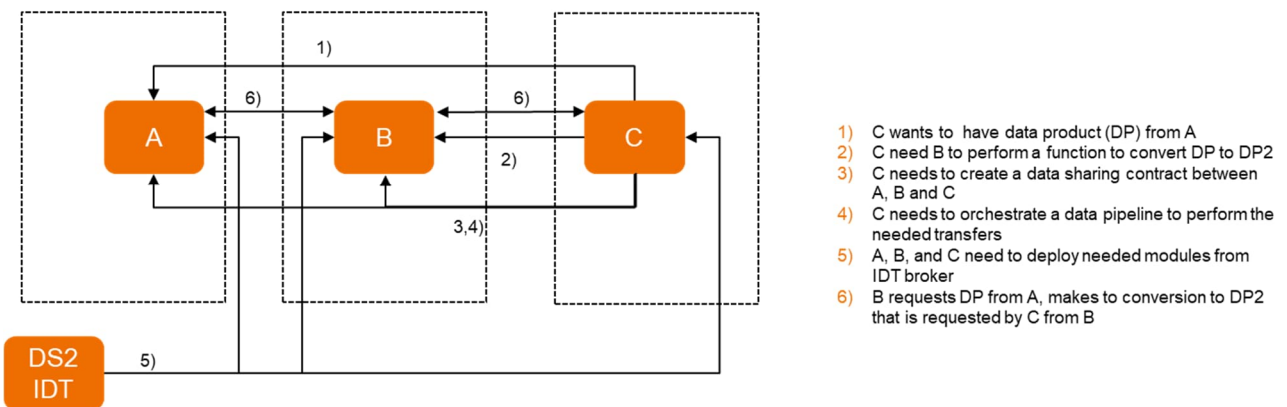 1)
6)
6)
A
B
C
2)
3,4)
5)
DS2
IDT
1) C wants to have data product (DP) from A
2) C need B to perform a function to convert DP to DP2
3) C needs to create a data sharing contract between
A, B and C
4) C needs to orchestrate a data pipeline to perform the
needed transfers
5) A, B, and C need to deploy needed modules from
IDT broker
6) B requests DP from A, makes to conversion to DP2
that is requested by C from B